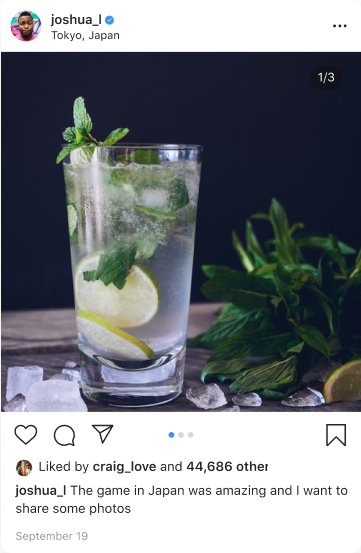 joshua_l
Tokyo, Japan
1/3
Liked by craig_love and 44,686 other
joshua_l The game in Japan was amazing and I want to
share some photos
September 19